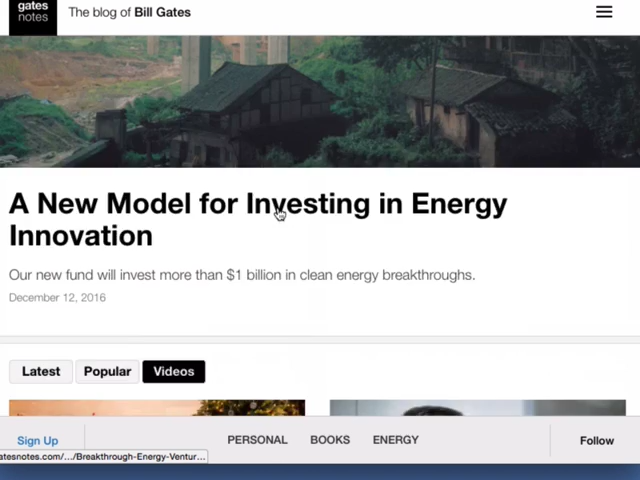 gates
notes
The blog of Bill Gates
A New Model for Investing in Energy
Innovation
Our new fund will invest more than $1 billion in clean energy breakthroughs.
December 12, 2016
Latest Popular Videos
Sign Up PERSONAL BOOKS ENERGY Follow
atesnotes.com/.../Breakthrough-Energy-Ventur...